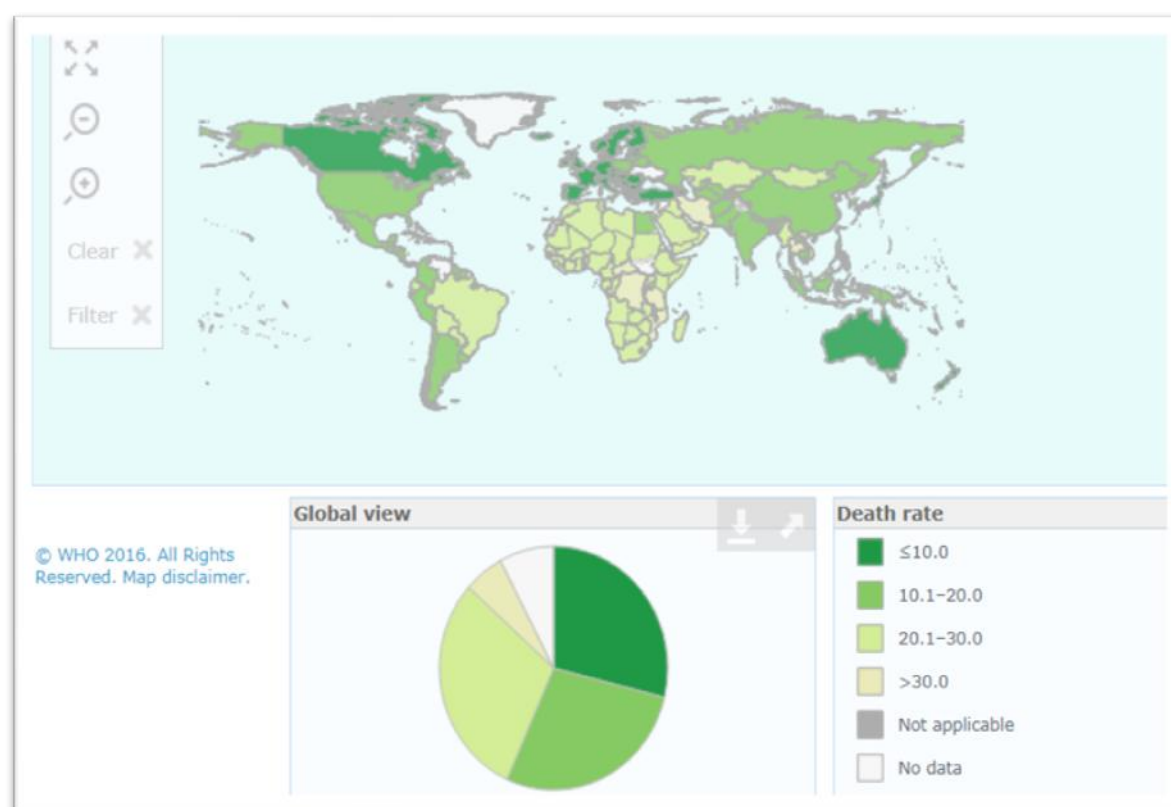 Clear
Filter
© WHO 2016. All Rights
Reserved. Map disclaimer.
Global view
Death rate
≤10.0
10.1–20.0
20.1–30.0
>30.0
Not applicable
No data